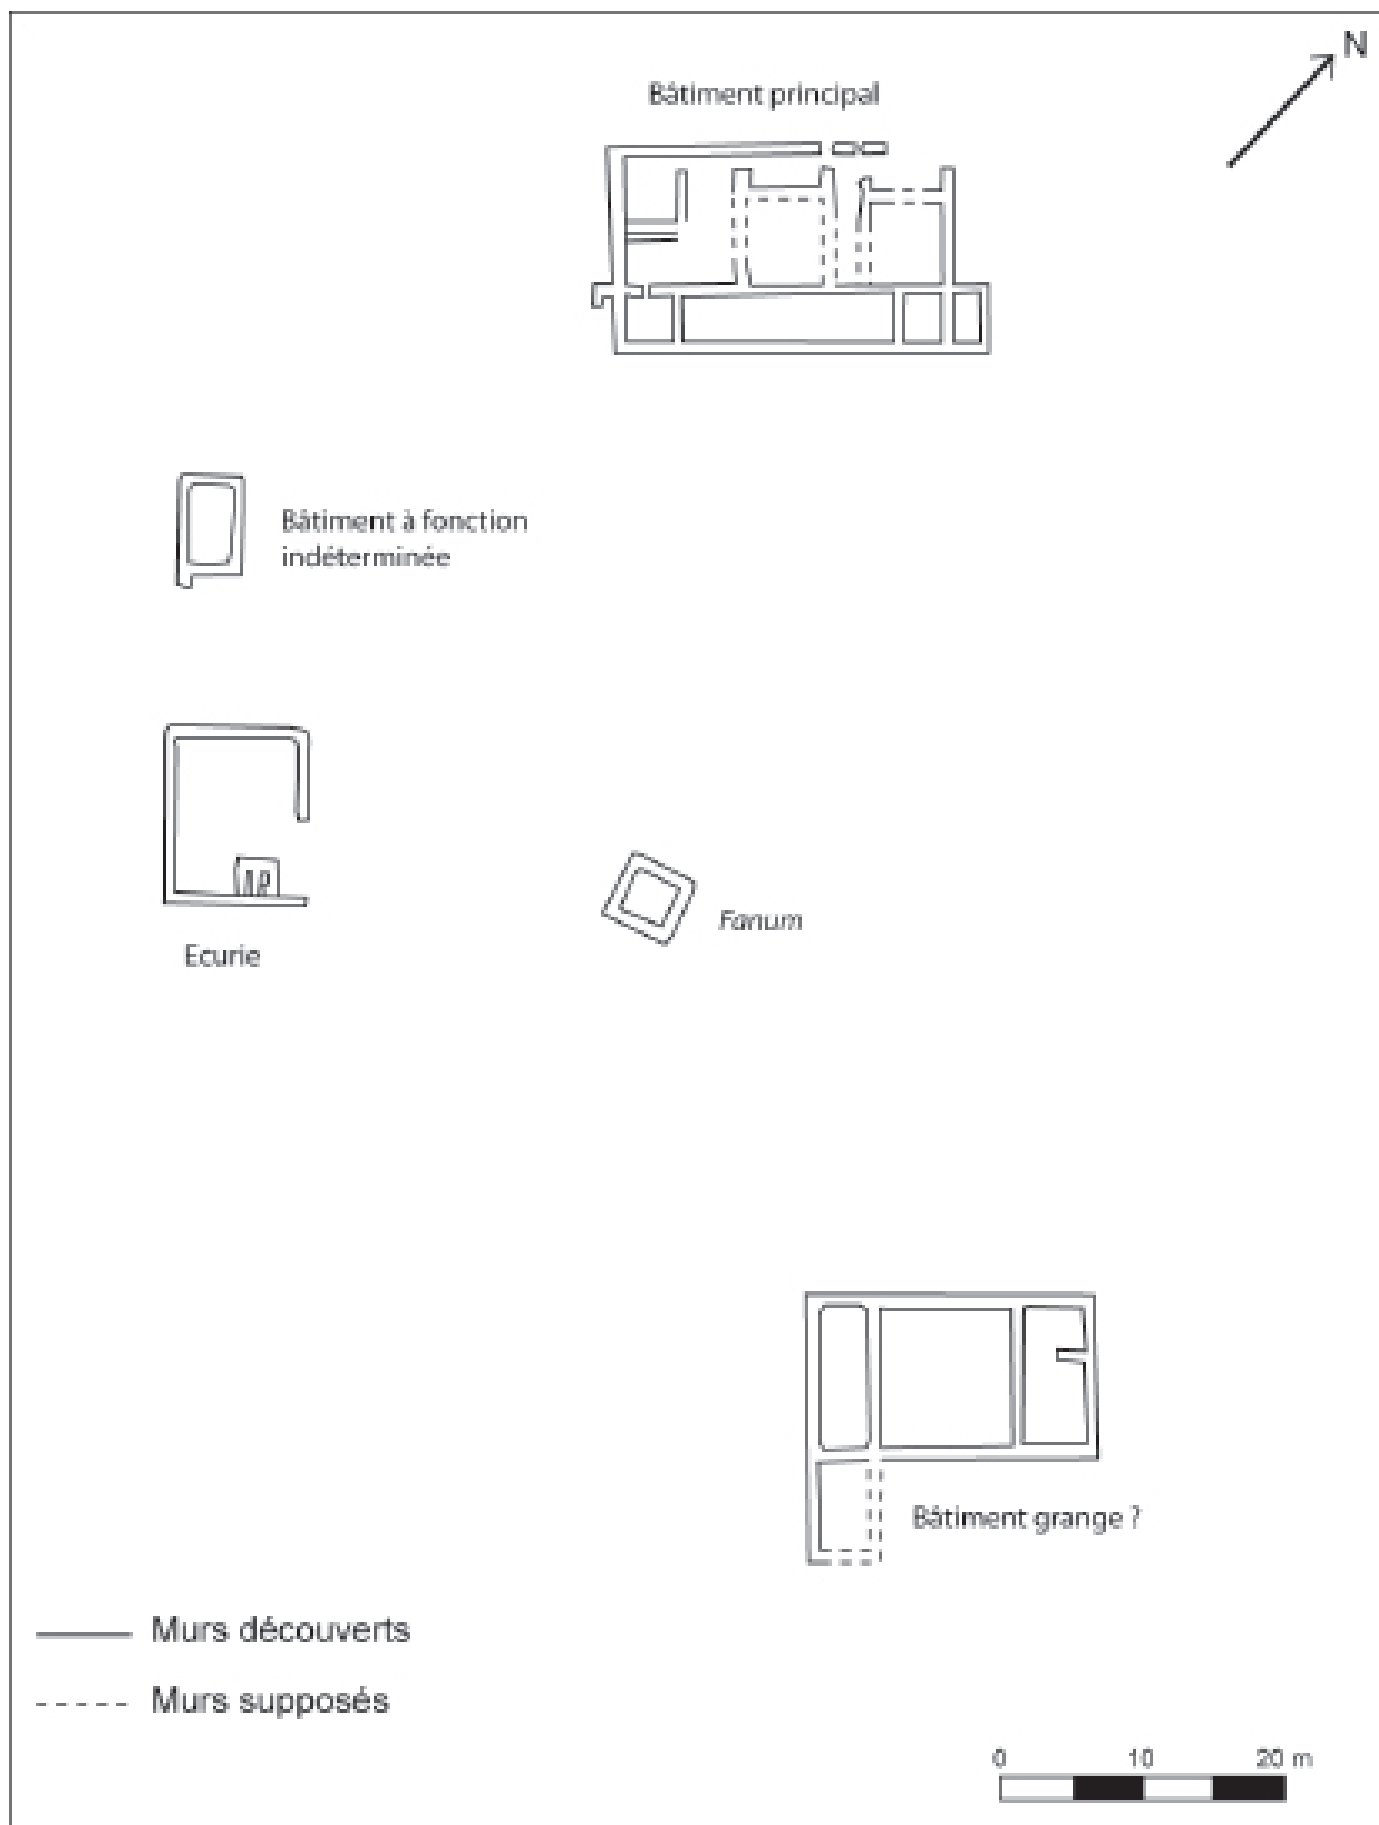 N
Bâtiment principal
Bâtiment à fonction
indéterminée
Ecurie
Fanum
Bâtiment grange ?
Murs découverts
Murs supposés
0 10 20 m